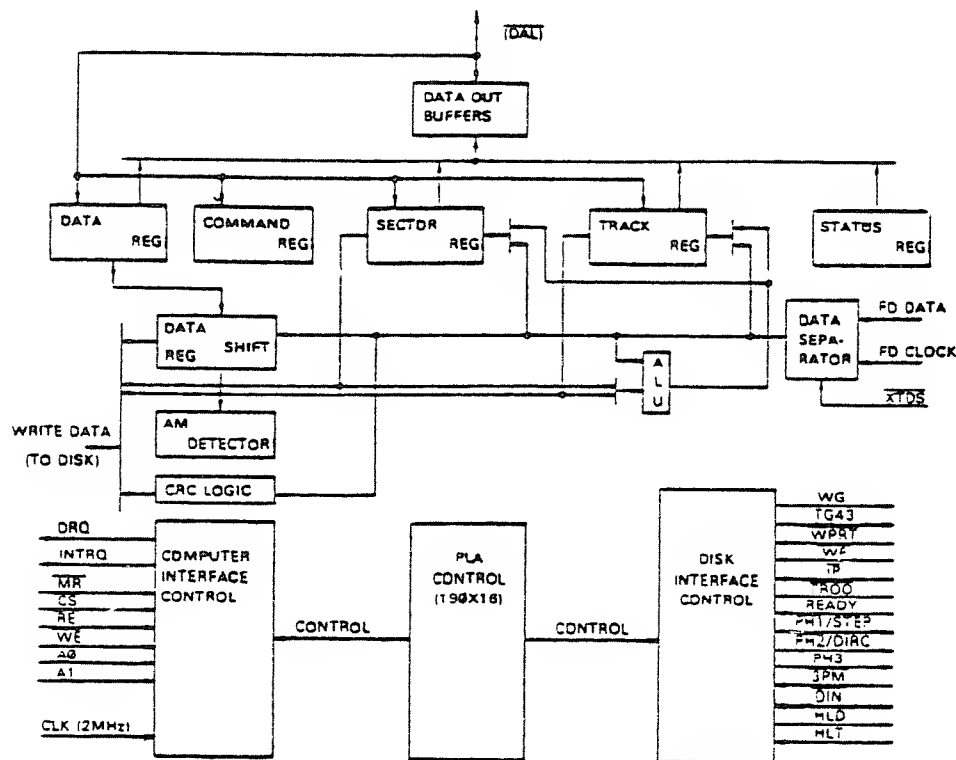 (DAL)
DATA OUT
BUFFERS
DATA
REG
COMMAND
REG
SECTOR
REG
TRACK
REG
STATUS
REG
DATA
SHIFT
REG
A
L
U
DATA
SEPA-
RATOR
FD DATA
FD CLOCK
XTDS
AM
DETECTOR
WRITE DATA
(TO DISK)
CRC LOGIC
DRQ
INTRQ
MR
CS
RE
WE
A0
A1
CLK (2MHz)
COMPUTER
INTERFACE
CONTROL
CONTROL
PLA
CONTROL
(190X16)
CONTROL
DISK
INTERFACE
CONTROL
WG
TG43
WPRT
WF
IP
TROO
READY
PH1/STEP
PH2/DIRC
PH3
3PM
DIN
HLD
HLT